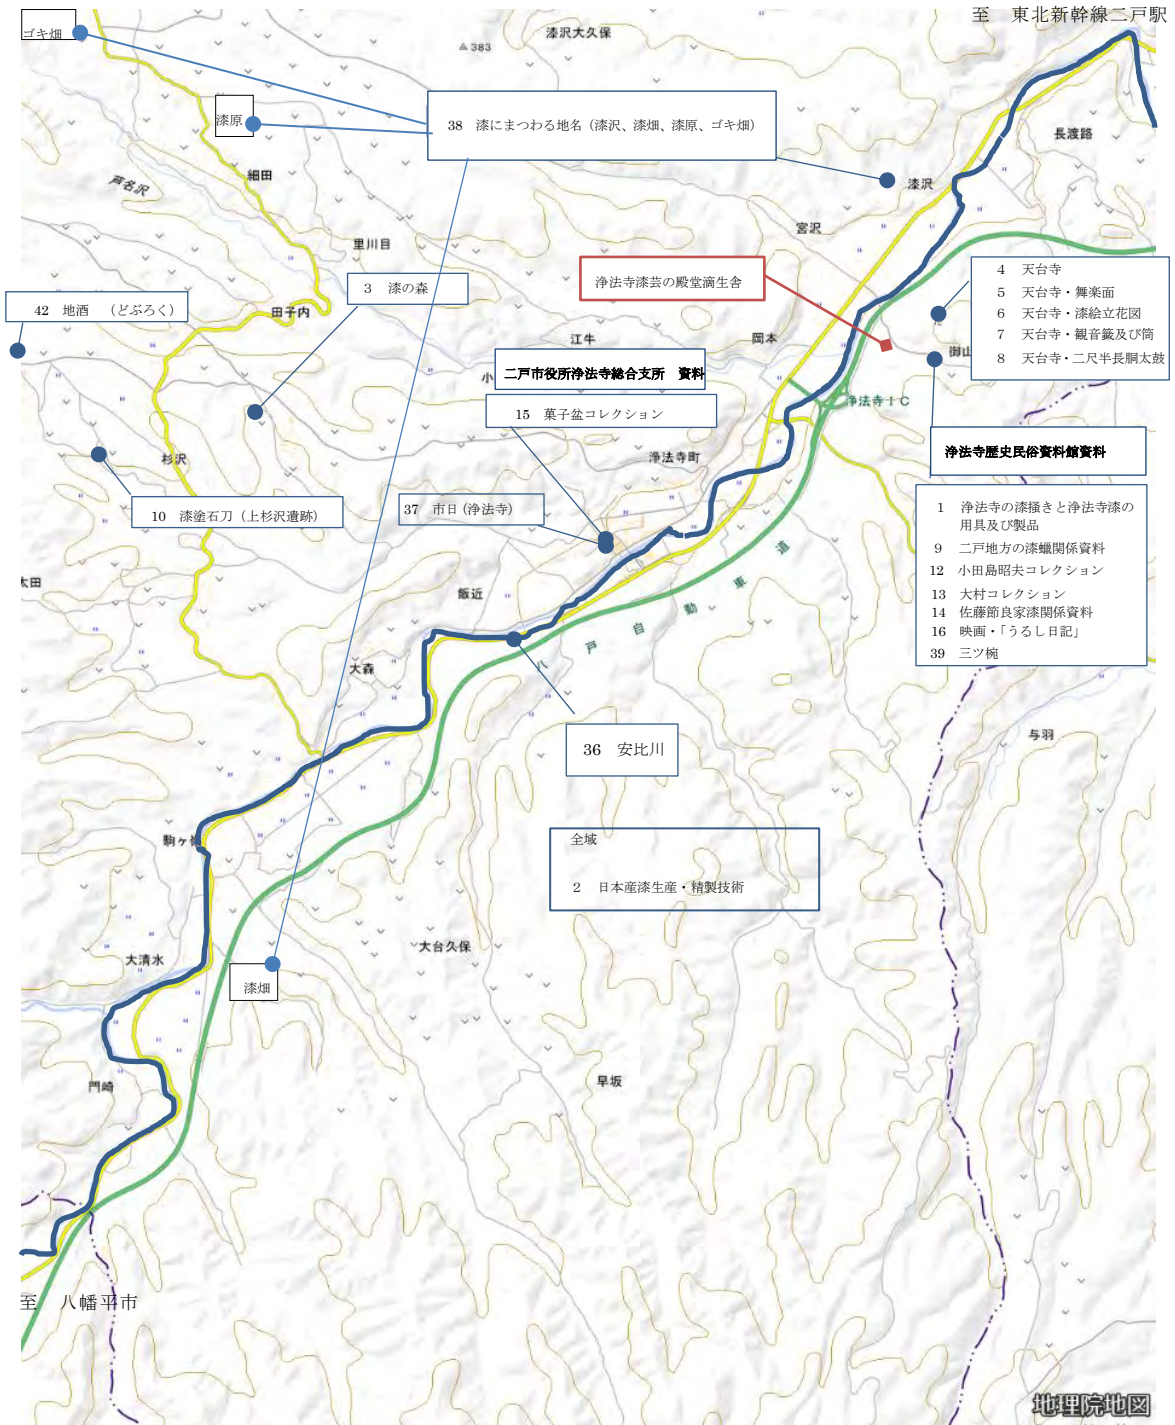 至　東北新幹線二戸駅
ゴキ畑
漆沢大久保
383
漆原
38　漆にまつわる地名（漆沢、漆畑、漆原、ゴキ畑）
長渡路
細田
芦名沢
漆沢
宮沢
里川目
浄法寺漆芸の殿堂滴生舎
3　漆の森
42　地酒　（どぶろく）
田子内
4　天台寺
5　天台寺・舞楽面
6　天台寺・漆絵立花図
7　天台寺・観音籤及び筒
8　天台寺・二尺半長胴太鼓
江牛
岡本
御山
二戸市役所浄法寺総合支所　資料
小
15　菓子盆コレクション
浄法寺ＩＣ
浄法寺町
杉沢
浄法寺歴史民俗資料館資料
10　漆塗石刀（上杉沢遺跡）
37　市日（浄法寺）
1　浄法寺の漆掻きと浄法寺漆の
用具及び製品
9　二戸地方の漆蠟関係資料
12　小田島昭夫コレクション
13　大村コレクション
14　佐藤節良家漆関係資料
16　映画・「うるし日記」
39　三ツ椀
太田
飯近
八戸自動車道
大森
36　安比川
与羽
駒ヶ嶺
全域
2　日本産漆生産・精製技術
大台久保
大清水
漆畑
門崎
早坂
至　八幡平市
地理院地図